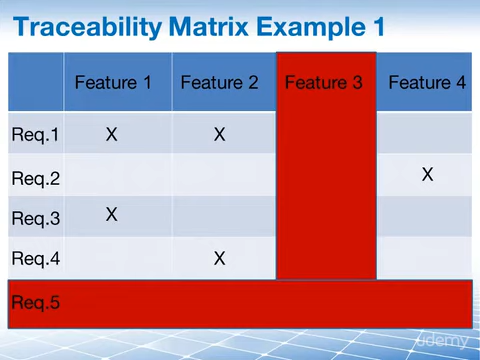 Traceability Matrix Example 1
Feature 1 Feature 2 Feature 3 Feature 4
Req.1 X X
Req.2 X
Req.3 X
Req.4 X
Req.5
udemy